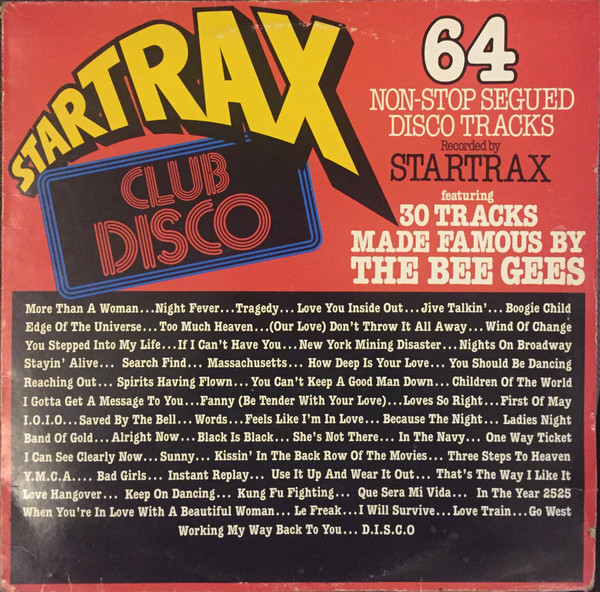 STARTRAX
CLUB
DISCO
64
NON-STOP SEGUED
DISCO TRACKS
Recorded by
STARTRAX
featuring
30 TRACKS
MADE FAMOUS BY
THE BEE GEES
More Than A Woman...Night Fever...Tragedy...Love You Inside Out...Jive Talkin'...Boogie Child
Edge Of The Universe...Too Much Heaven...(Our Love) Don't Throw It All Away...Wind Of Change
You Stepped Into My Life...If I Can't Have You...New York Mining Disaster...Nights On Broadway
Stayin' Alive... Search Find... Massachusetts... How Deep Is Your Love... You Should Be Dancing
Reaching Out... Spirits Having Flown...You Can't Keep A Good Man Down...Children Of The World
I Gotta Get A Message To You...Fanny (Be Tender With Your Love)...Loves So Right...First Of May
I.O.I.O...Saved By The Bell...Words...Feels Like I'm In Love...Because The Night...Ladies Night
Band Of Gold...Alright Now...Black Is Black...She's Not There... In The Navy... One Way Ticket
I Can See Clearly Now...Sunny... Kissin' In The Back Row Of The Movies...Three Steps To Heaven
Y.M.C.A.... Bad Girls... Instant Replay... Use It Up And Wear It Out...That's The Way I Like It
Love Hangover... Keep On Dancing... Kung Fu Fighting... Que Sera Mi Vida... In The Year 2525
When You're In Love With A Beautiful Woman...Le Freak...I Will Survive...Love Train...Go West
Working My Way Back To You... D.I.S.C.O